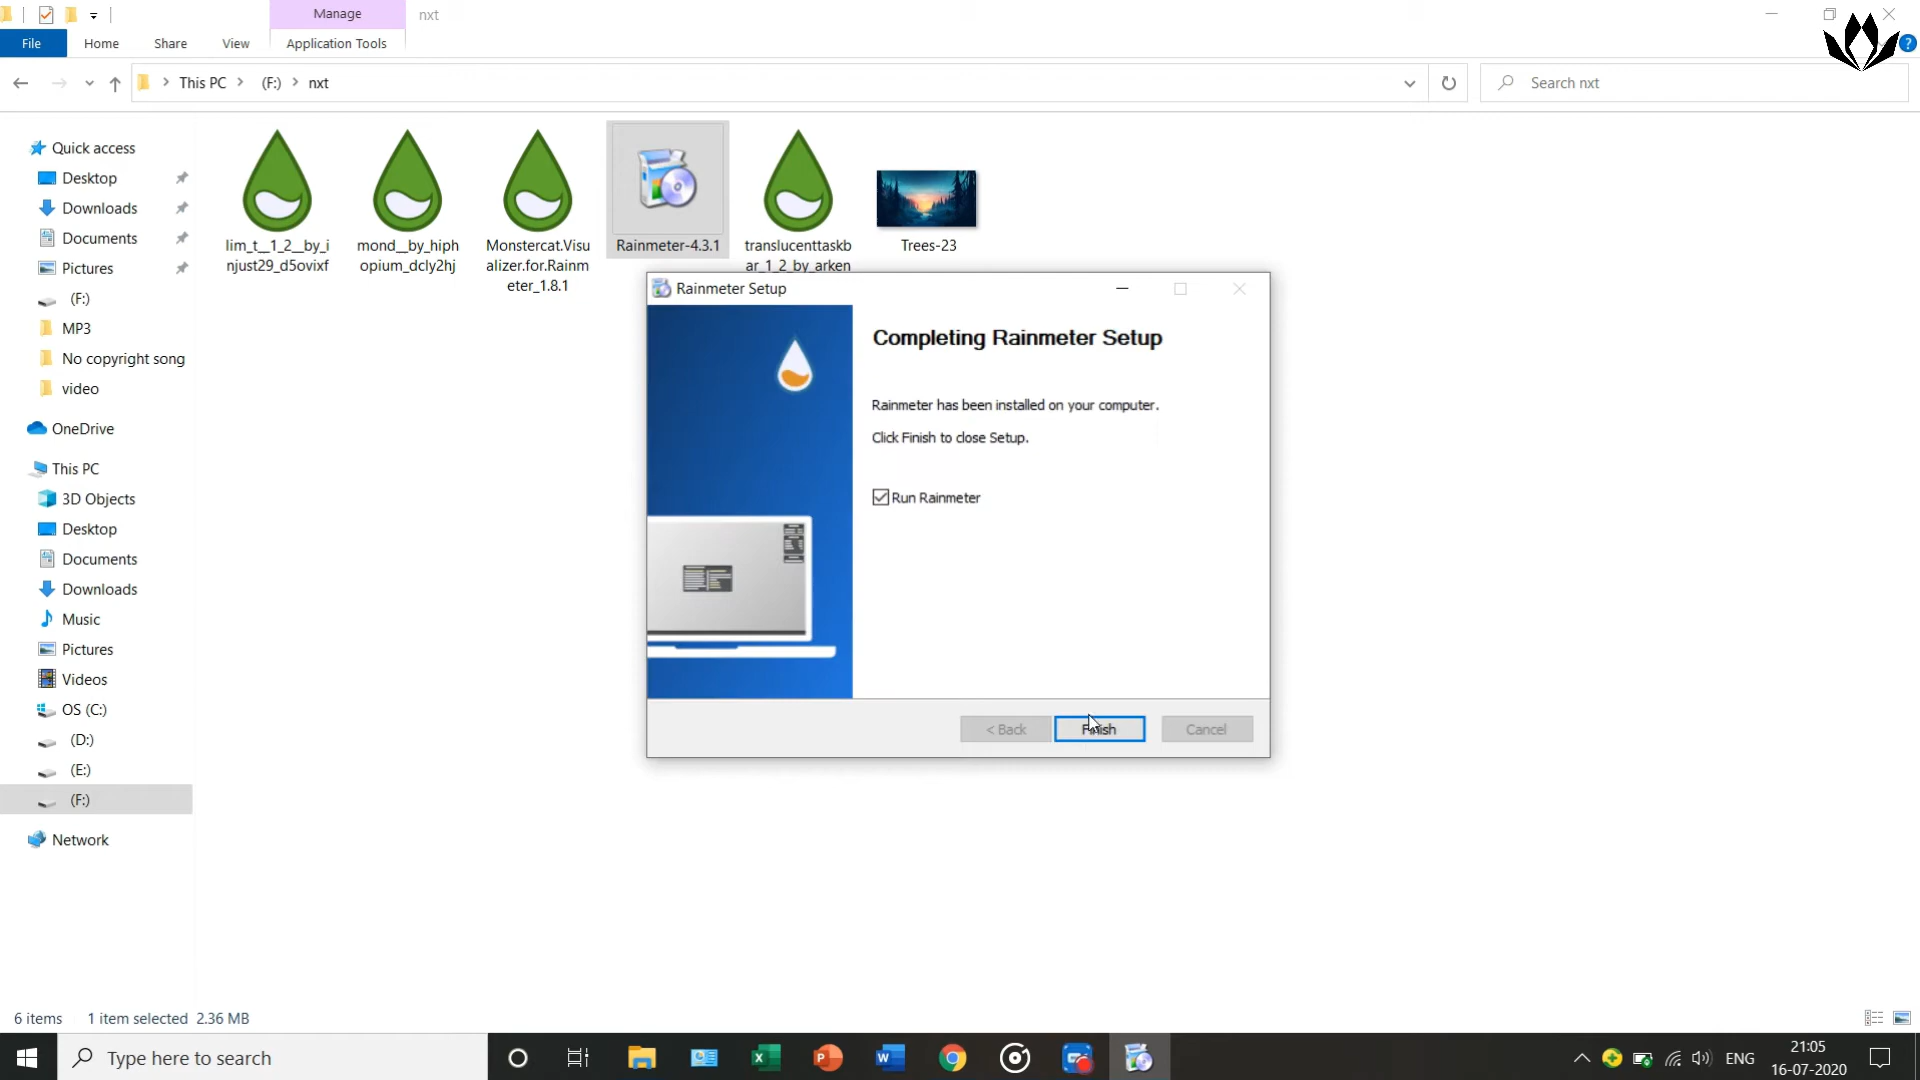 Manage
nxt
File
Home
Share
View
Application Tools
?
This PC
(F:)
nxt
Search nxt
Quick access
Desktop
Downloads
Documents
Pictures
(F:)
MP3
No copyright song
video
OneDrive
This PC
3D Objects
Desktop
Documents
Downloads
Music
Pictures
Videos
OS (C:)
(D:)
(E:)
(F:)
Network
lim_t__1_2__by_i
njust29_d5ovixf
mond__by_hiph
opium_dcly2hj
Monstercat.Visu
alizer.for.Rainm
eter_1.8.1
Rainmeter-4.3.1
translucenttaskb
ar_1_2_by_arken
Trees-23
Rainmeter Setup
Completing Rainmeter Setup
Rainmeter has been installed on your computer.
Click Finish to close Setup.
Run Rainmeter
< Back
Finish
Cancel
6 items
1 item selected 2.36 MB
Type here to search
ENG
21:05
16-07-2020